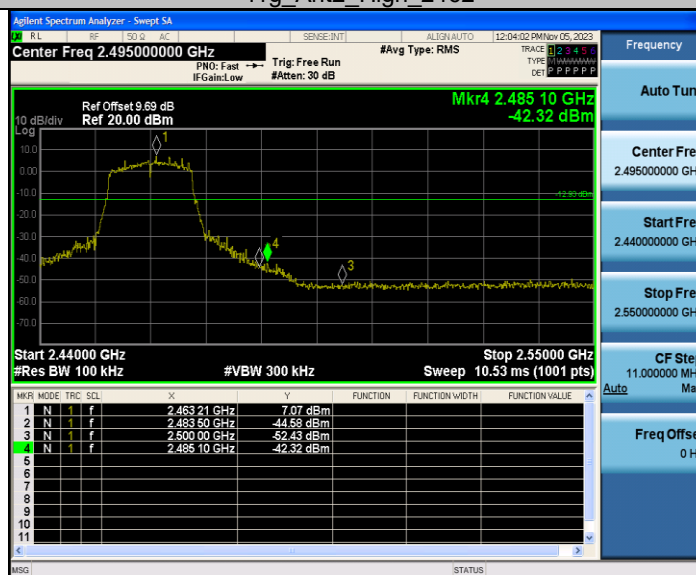 Agilent Spectrum Analyzer - Swept SA
RL RF 50 Ω AC SENSE:INT ALIGN AUTO 12:04:02 PM Nov 05, 2023
Center Freq 2.495000000 GHz #Avg Type: RMS TRACE 1 2 3 4 5 6
PNO: Fast Trig: Free Run TYPE M WWWWW
IFGain:Low #Atten: 30 dB DET P P P P P P
Frequency
Auto Tun
Center Fre
2.495000000 GH
Start Fre
2.440000000 GH
Stop Fre
2.550000000 GH
CF Ste
11.000000 MH
Auto Ma
Freq Offse
0 H
Mkr4 2.485 10 GHz
Ref Offset 9.69 dB
10 dB/div Ref 20.00 dBm -42.32 dBm
Log
10.0
0.00
-10.0
-20.0
-30.0
-40.0
-50.0
-60.0
-70.0
1
4
3
Start 2.44000 GHz Stop 2.55000 GHz
#Res BW 100 kHz #VBW 300 kHz Sweep 10.53 ms (1001 pts)
MKR MODE TRC SCL X Y FUNCTION FUNCTION WIDTH FUNCTION VALUE
1 N 1 f 2.463 21 GHz 7.07 dBm
2 N 1 f 2.483 50 GHz -44.58 dBm
3 N 1 f 2.500 00 GHz -52.43 dBm
4 N 1 f 2.485 10 GHz -42.32 dBm
5
6
7
8
9
10
11
MSG STATUS